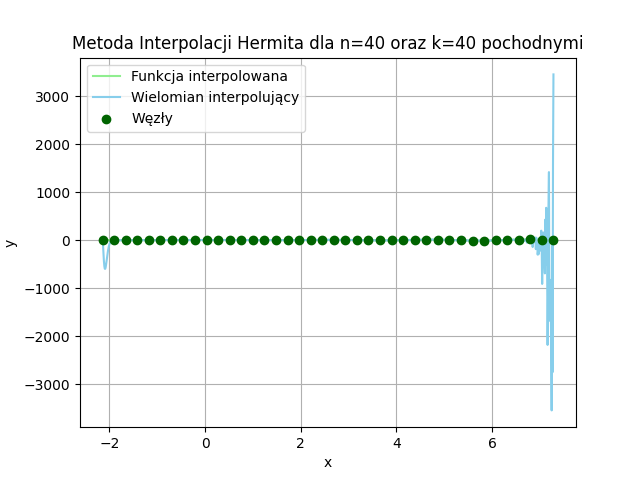 Metoda Interpolacji Hermita dla n=40 oraz k=40 pochodnymi
Funkcja interpolowana
Wielomian interpolujący
Węzły
3000
2000
1000
0
−1000
−2000
−3000
y
−2
0
2
4
6
x